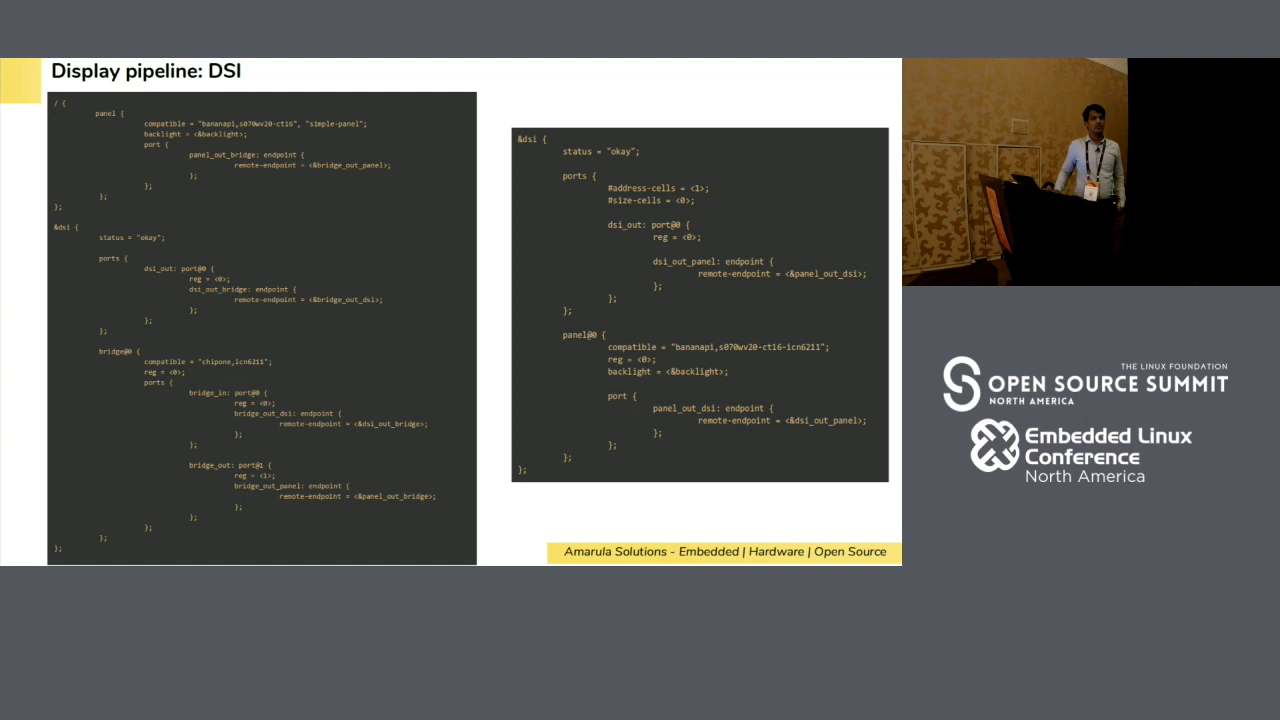 Display pipeline: DSI
/ {
panel {
compatible = "bananapi,s070wv20-ct16", "simple-panel";
backlight = <&backlight>;
port {
panel_out_bridge: endpoint {
remote-endpoint = <&bridge_out_panel>;
};
};
};
};
&dsi {
status = "okay";
ports {
dsi_out: port@0 {
reg = <0>;
dsi_out_bridge: endpoint {
remote-endpoint = <&bridge_out_dsi>;
};
};
};
bridge@0 {
compatible = "chipone,icn6211";
reg = <0>;
ports {
bridge_in: port@0 {
reg = <0>;
bridge_out_dsi: endpoint {
remote-endpoint = <&dsi_out_bridge>;
};
};
bridge_out: port@1 {
reg = <1>;
bridge_out_panel: endpoint {
remote-endpoint = <&panel_out_bridge>;
};
};
};
};
};
&dsi {
status = "okay";
ports {
#address-cells = <1>;
#size-cells = <0>;
dsi_out: port@0 {
reg = <0>;
dsi_out_panel: endpoint {
remote-endpoint = <&panel_out_dsi>;
};
};
};
panel@0 {
compatible = "bananapi,s070wv20-ct16-icn6211";
reg = <0>;
backlight = <&backlight>;
port {
panel_out_dsi: endpoint {
remote-endpoint = <&dsi_out_panel>;
};
};
};
};
Amarula Solutions - Embedded | Hardware | Open Source
THE LINUX FOUNDATION
OPEN SOURCE SUMMIT
NORTH AMERICA
Embedded Linux
Conference
North America